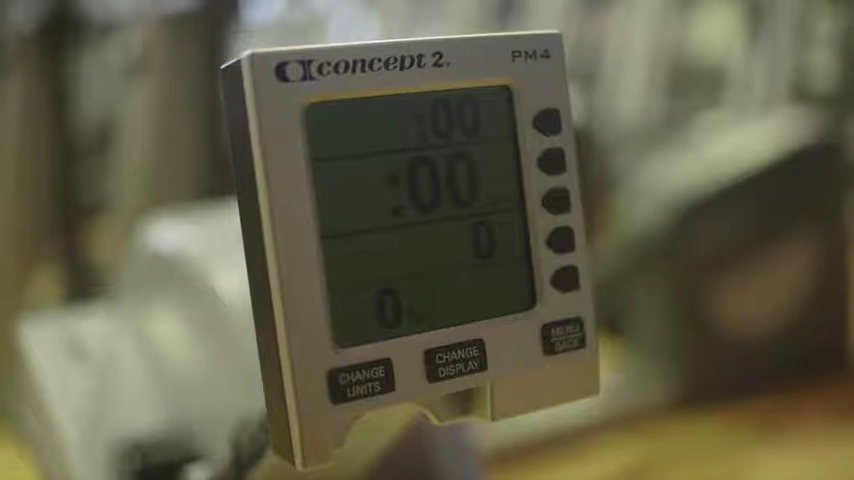 concept 2. PM4
:00
:00
0
0
CHANGE UNITS
CHANGE DISPLAY
MENU BACK